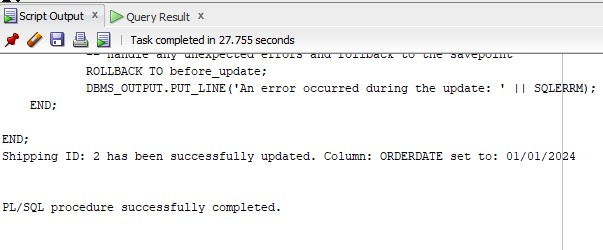 Script Output x Query Result x
Task completed in 27.755 seconds
-- handle any unexpected errors and rollback to the savepoint
ROLLBACK TO before_update;
DBMS_OUTPUT.PUT_LINE('An error occurred during the update: ' || SQLERRM);
END;
END;
Shipping ID: 2 has been successfully updated. Column: ORDERDATE set to: 01/01/2024
PL/SQL procedure successfully completed.